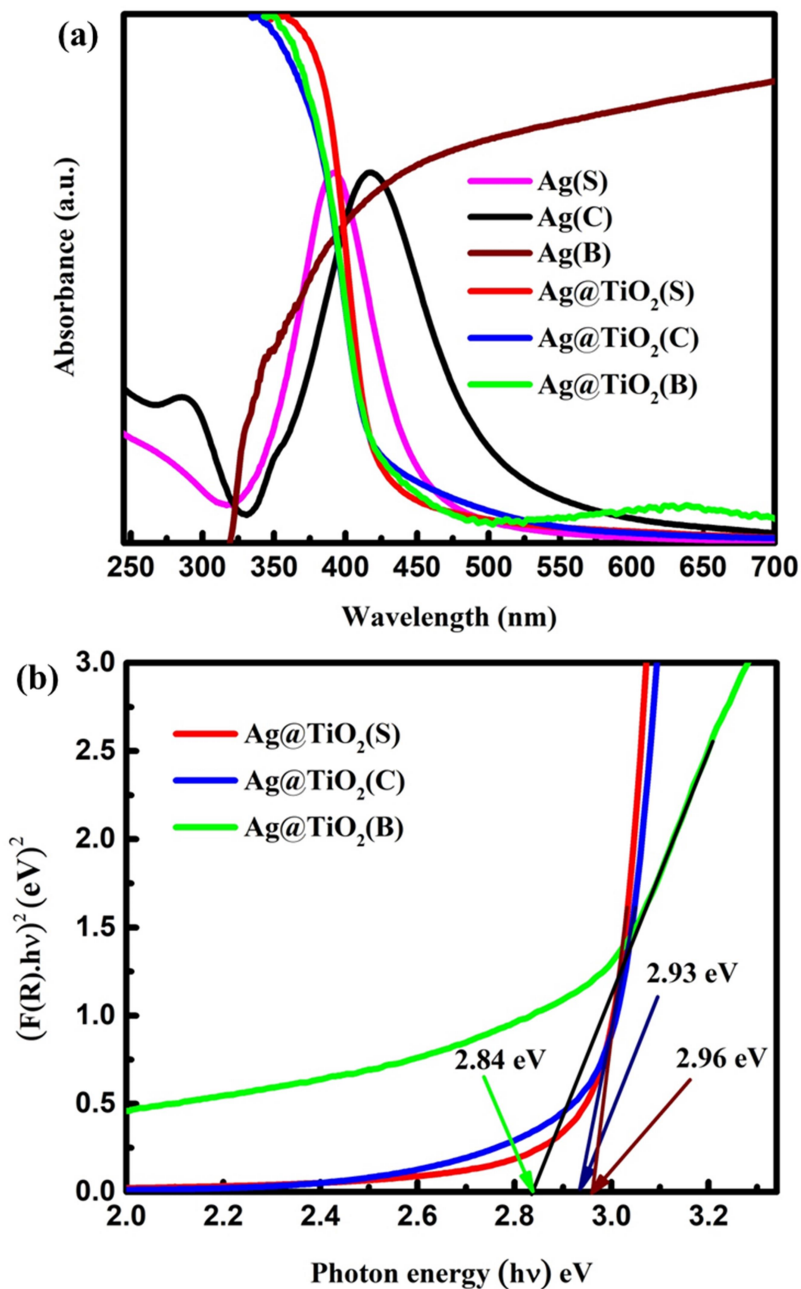 (a)
Absorbance (a.u.)
Ag(S)
Ag(C)
Ag(B)
Ag@TiO₂(S)
Ag@TiO₂(C)
Ag@TiO₂(B)
250 300 350 400 450 500 550 600 650 700
Wavelength (nm)
(b)
(F(R).hν)² (eV)²
3.0
2.5
2.0
1.5
1.0
0.5
0.0
Ag@TiO₂(S)
Ag@TiO₂(C)
Ag@TiO₂(B)
2.93 eV
2.84 eV
2.96 eV
2.0 2.2 2.4 2.6 2.8 3.0 3.2
Photon energy (hν) eV